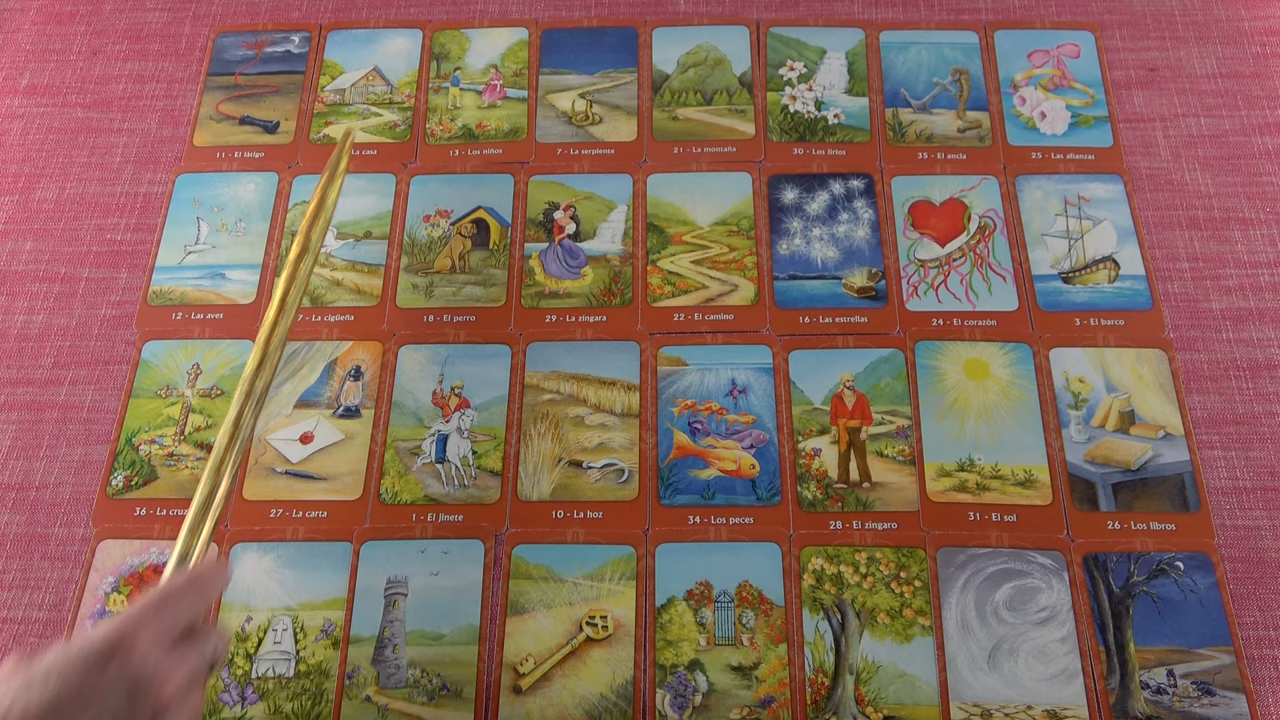 11 - El látigo
La casa
13 - Los niños
7 - La serpiente
21 - La montaña
30 - Los lirios
35 - El ancla
25 - Las alianzas
12 - Las aves
7 - La cigüeña
18 - El perro
29 - La zíngara
22 - El camino
16 - Las estrellas
24 - El corazón
3 - El barco
36 - La cruz
27 - La carta
1 - El Jinete
10 - La hoz
34 - Los peces
28 - El zíngaro
31 - El sol
26 - Los libros